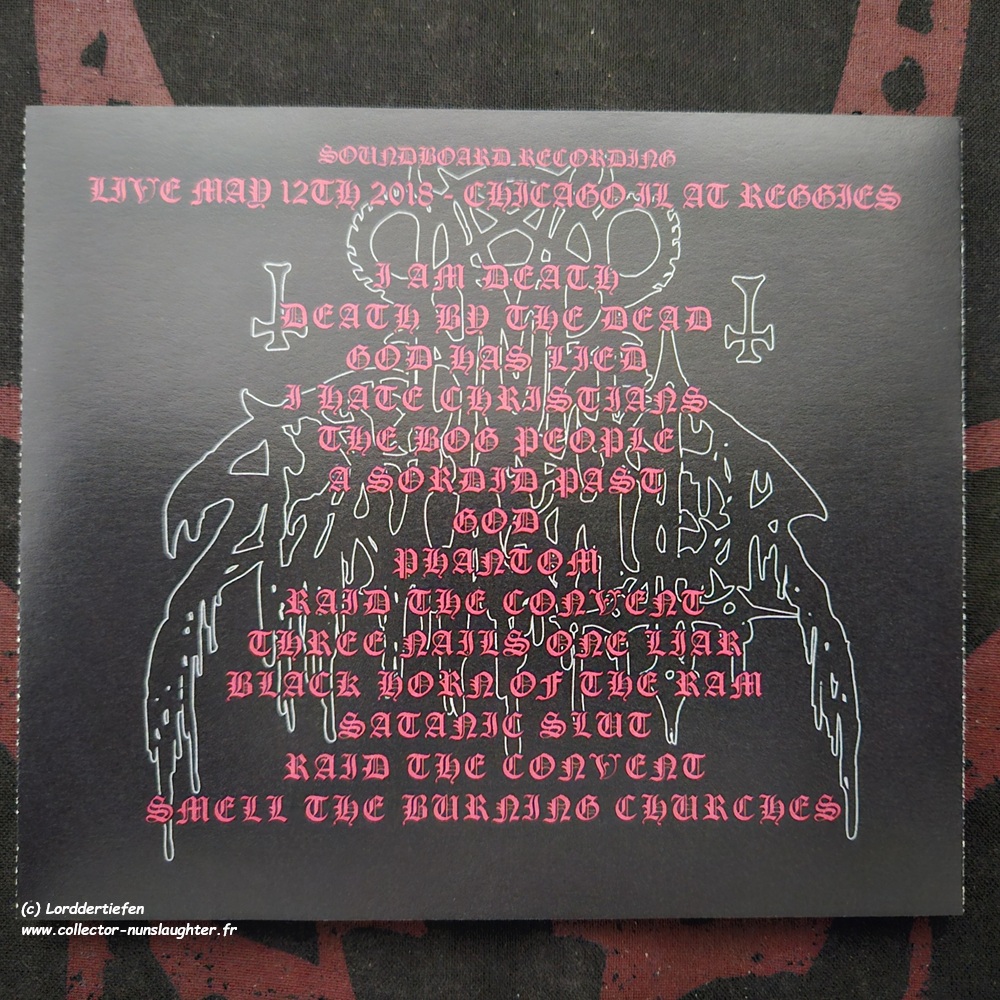 SOUNDBOARD RECORDING
LIVE MAY 12TH 2018 - CHICAGO IL AT REGGIES
I AM DEATH
DEATH BY THE DEAD
GOD HAS LIED
I HATE CHRISTIANS
THE BOG PEOPLE
A SORDID PAST
GOD
PHANTOM
RAID THE CONVENT
THREE NAILS ONE LIAR
BLACK HORN OF THE RAM
SATANIC SLUT
RAID THE CONVENT
SMELL THE BURNING CHURCHES
(c) Lorddertiefen
www.collector-nunslaughter.fr